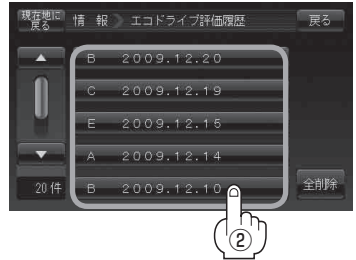 現在地に
戻る
情 報 エコドライブ評価履歴
戻る
B 2009.12.20
C 2009.12.19
E 2009.12.15
A 2009.12.14
B 2009.12.10
20件
全削除
②